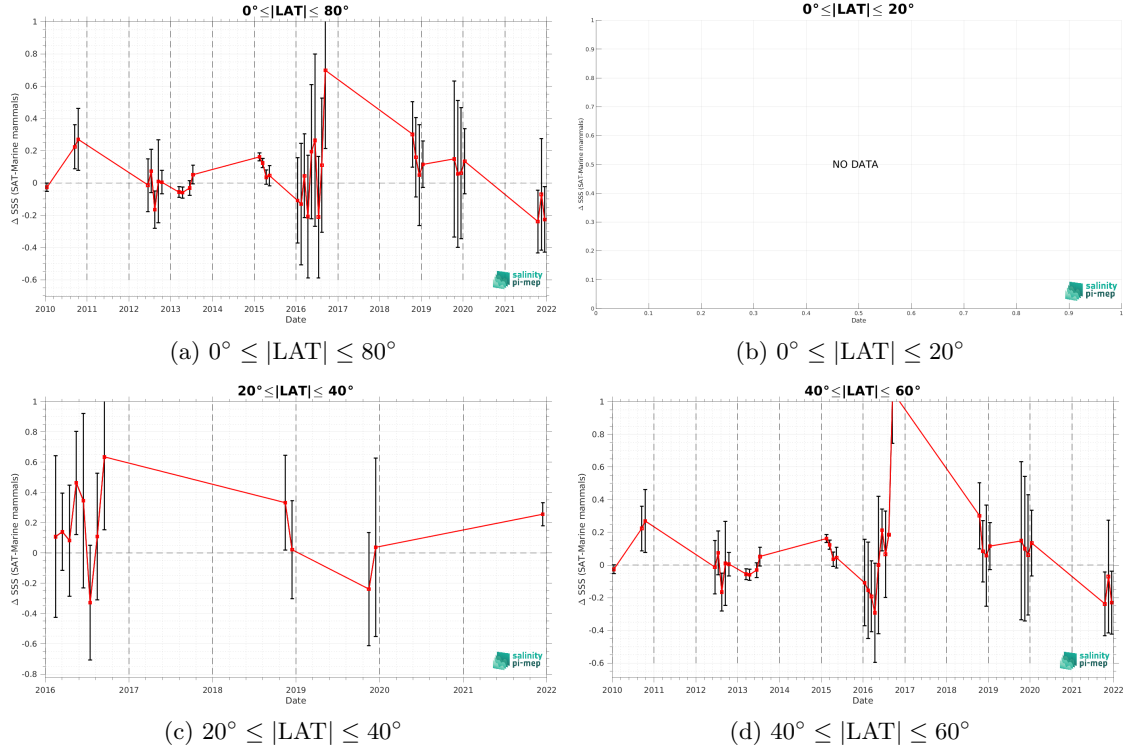 0°≤|LAT|≤ 80°
Δ SSS (SAT-Marine mammals)
1
0.8
0.6
0.4
0.2
0
-0.2
-0.4
-0.6
2010 2011 2012 2013 2014 2015 2016 2017 2018 2019 2020 2021 2022
Date
salinity
pi-mep
(a) 0° ≤ |LAT| ≤ 80°
0°≤|LAT|≤ 20°
Δ SSS (SAT-Marine mammals)
1
0.9
0.8
0.7
0.6
0.5
0.4
0.3
0.2
0.1
0
NO DATA
0 0.1 0.2 0.3 0.4 0.5 0.6 0.7 0.8 0.9 1
Date
salinity
pi-mep
(b) 0° ≤ |LAT| ≤ 20°
20°≤|LAT|≤ 40°
Δ SSS (SAT-Marine mammals)
1
0.8
0.6
0.4
0.2
0
-0.2
-0.4
-0.6
-0.8
2016 2017 2018 2019 2020 2021 2022
Date
salinity
pi-mep
(c) 20° ≤ |LAT| ≤ 40°
40°≤|LAT|≤ 60°
Δ SSS (SAT-Marine mammals)
1
0.8
0.6
0.4
0.2
0
-0.2
-0.4
-0.6
2010 2011 2012 2013 2014 2015 2016 2017 2018 2019 2020 2021 2022
Date
salinity
pi-mep
(d) 40° ≤ |LAT| ≤ 60°